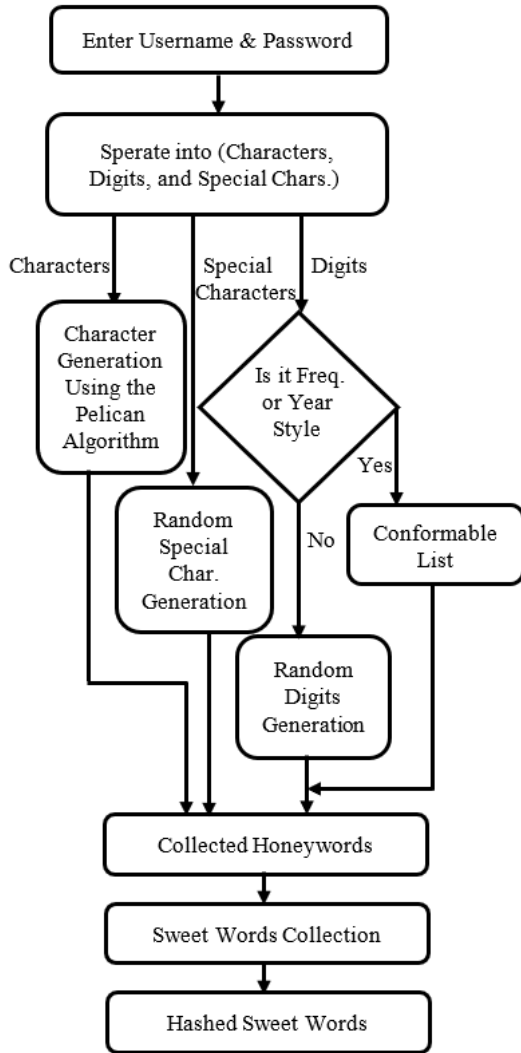 Enter Username & Password
Sperate into (Characters,
Digits, and Special Chars.)
Characters
Special
Characters
Digits
Character
Generation
Using the
Pelican
Algorithm
Is it Freq.
or Year
Style
Yes
No
Random
Special
Char.
Generation
Conformable
List
Random
Digits
Generation
Collected Honeywords
Sweet Words Collection
Hashed Sweet Words